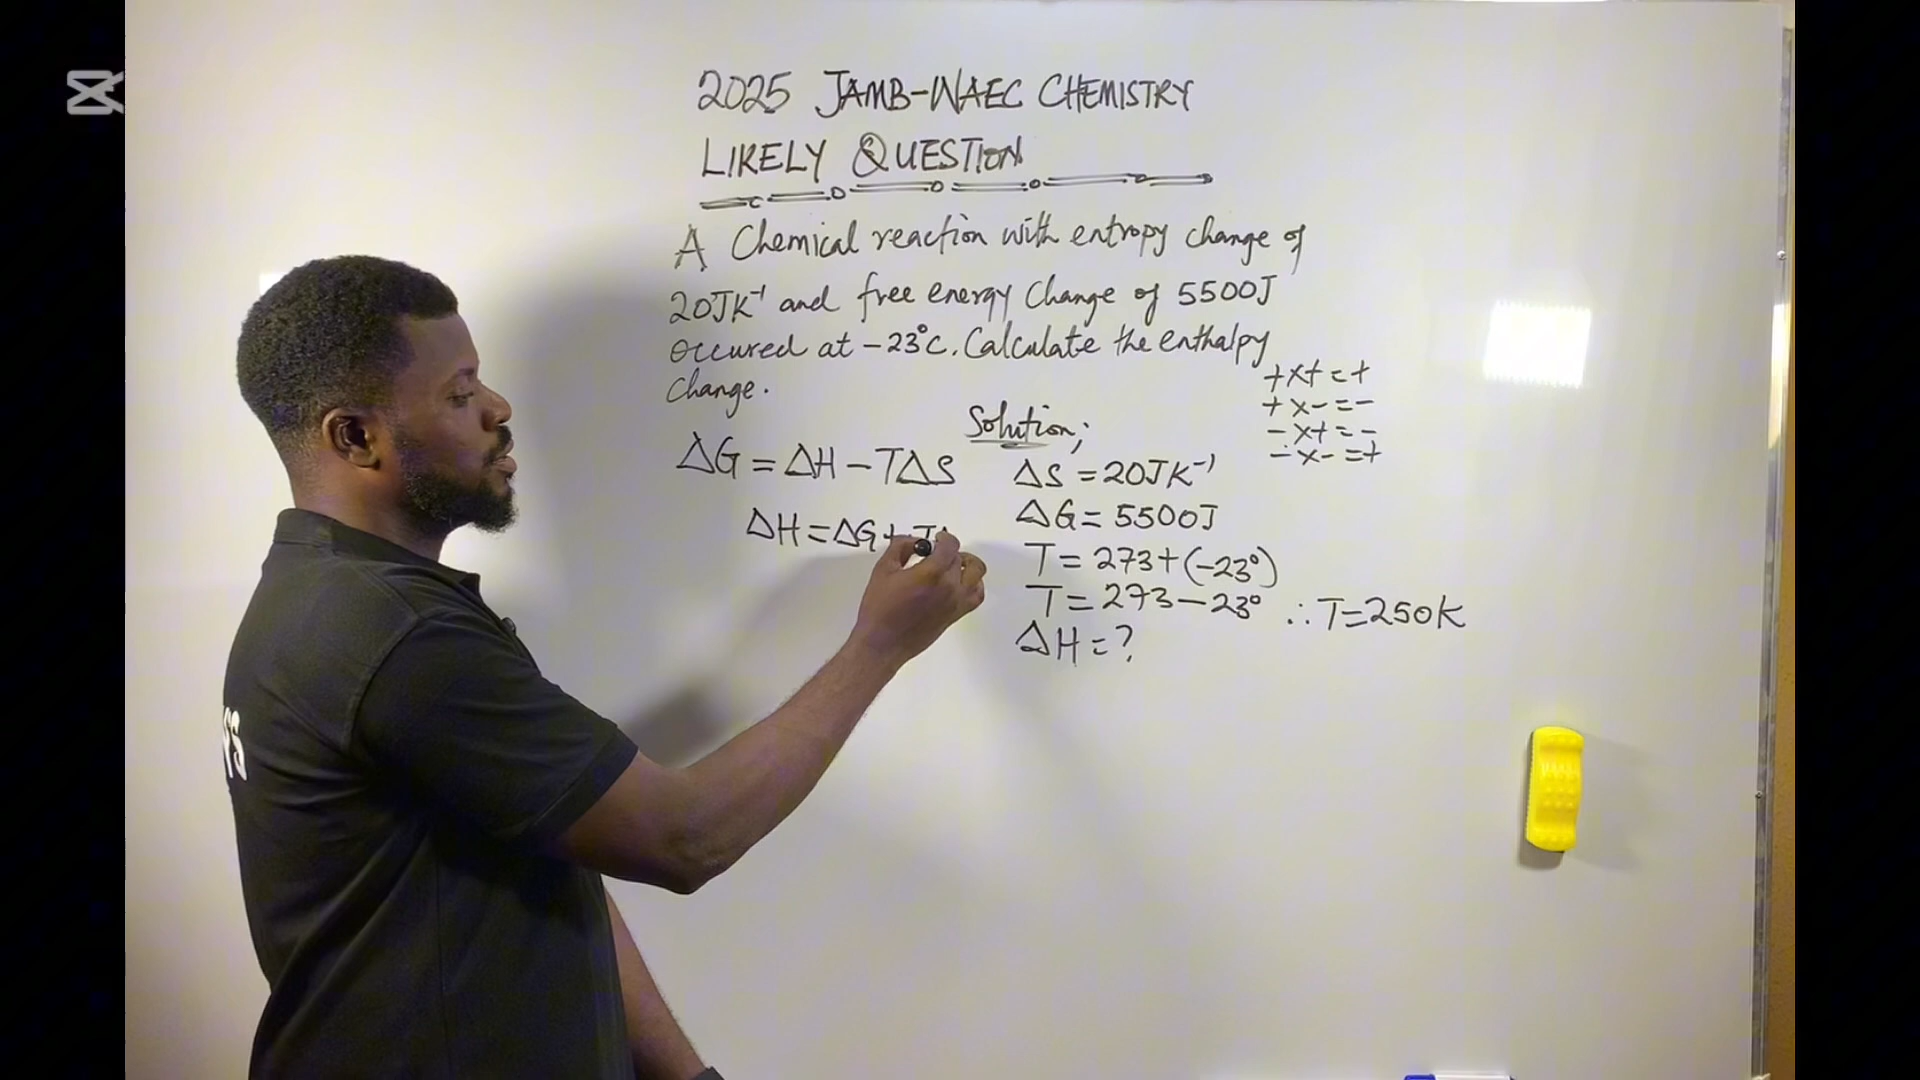 2025 JAMB-WAEC CHEMISTRY
LIKELY QUESTION
A Chemical reaction with entropy change of
20JK⁻¹ and free energy Change of 5500J
Occured at -23°c. Calculate the enthalpy
Change.
+x+=+
+x-=-
-x+=-
-x-=+
Solution;
ΔG = ΔH - TΔS
ΔH = ΔG +
ΔS = 20JK⁻¹
ΔG = 5500J
T = 273+(-23°)
T = 273-23° ∴ T=250K
ΔH = ?